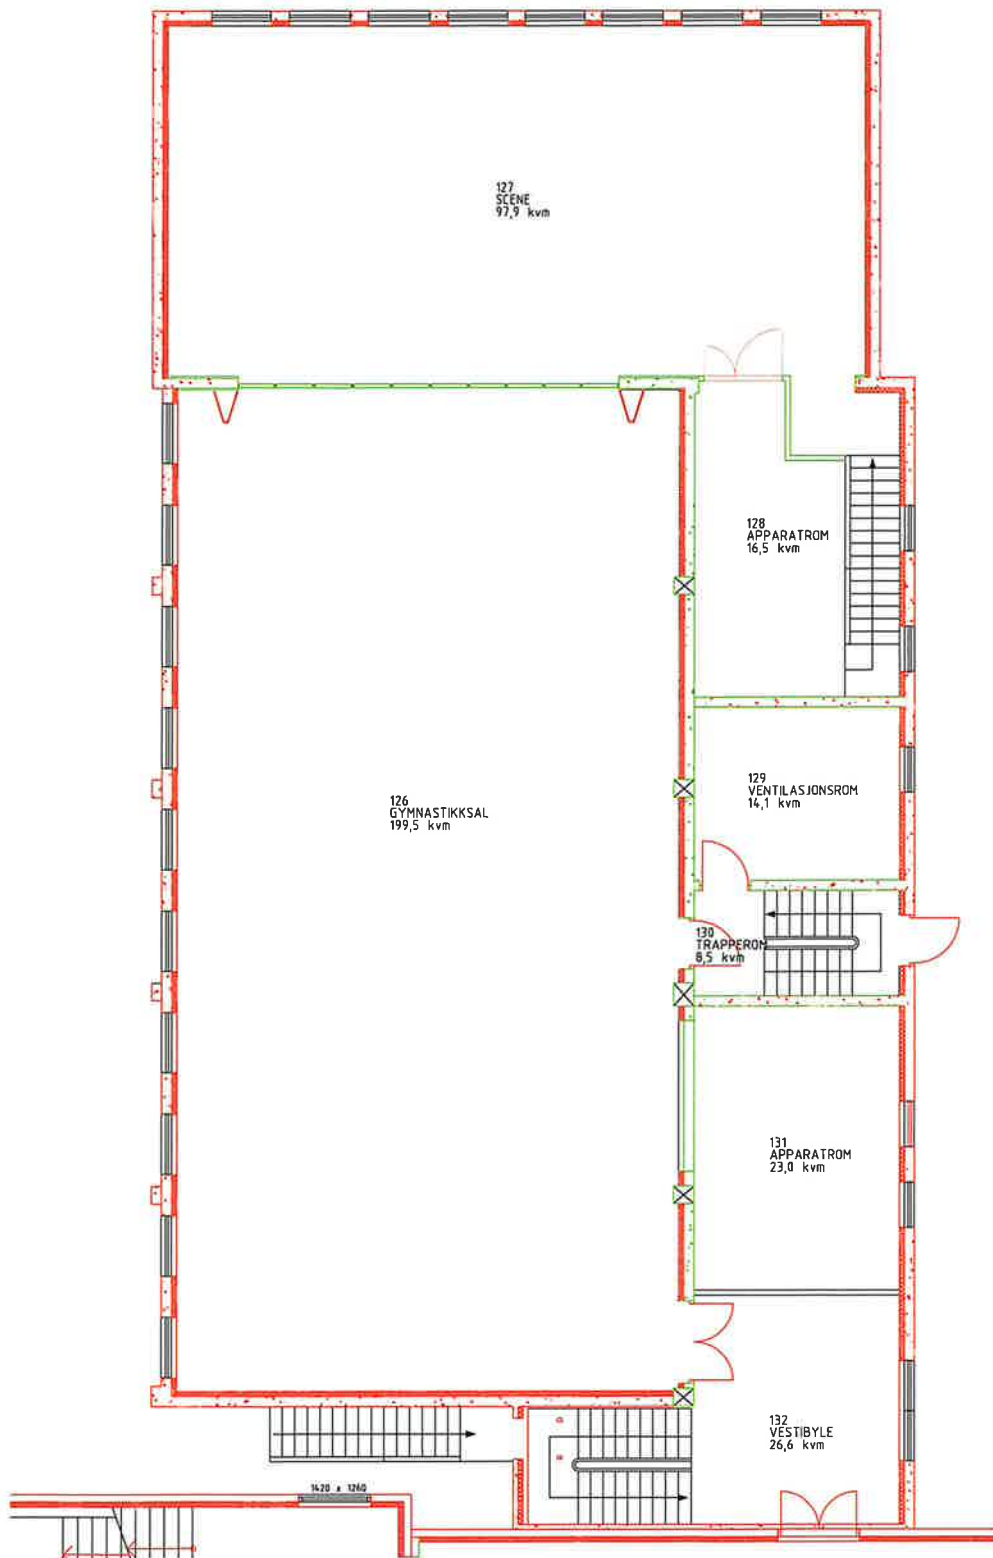 127
SCENE
97,9 kvm
128
APPARATROM
16,5 kvm
129
VENTILASJONSROM
14,1 kvm
126
GYMNASTIKKSAL
199,5 kvm
130
TRAPPEROM
8,5 kvm
131
APPARATROM
23,0 kvm
132
VESTIBYLE
26,6 kvm
1420 x 1260